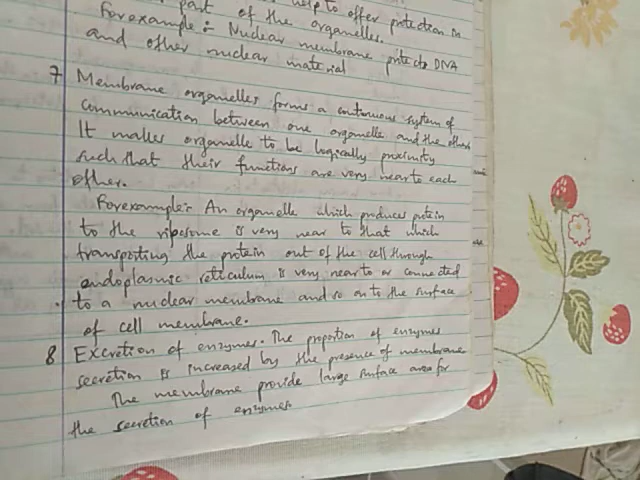 part of the organelles. help to offer protection in
For example:- Nuclear membrane protects DNA
and other nuclear material
7 Membrane organelles forms a continuous system of
communication between one organelle and the other
It makes organelle to be logically proximity
such that their functions are very near to each
other.
For example:- An organelle which produces protein
to the ribosome is very near to that which
transporting the protein out of the cell through
endoplasmic reticulum is very near to or connected
to a nuclear membrane and so on to the surface
of cell membrane.
8 Excretion of enzymes. The proportion of enzymes
secretion is increased by the presence of membrane
The membrane provide large surface area for
the secretion of enzymes